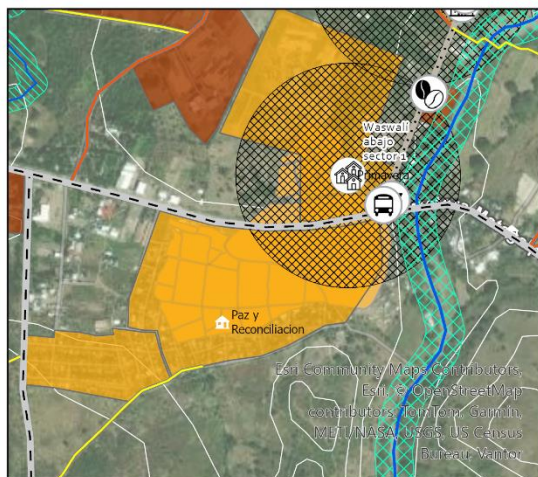 Waswali
abajo
sector 1
Primavera
Paz y
Reconciliacion
Esri Community Maps Contributors,
Esri, © OpenStreetMap
contributors, TomTom, Garmin,
METI/NASA, USGS, US Census
Bureau, Vantor